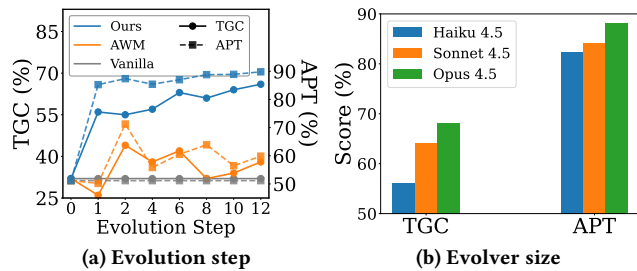 Ours
AWM
Vanilla
TGC
APT
TGC (%)
85
70
55
40
25
APT (%)
90
80
70
60
50
0 1 2 4 6 8 10 12
Evolution Step
(a) Evolution step
Score (%)
90
80
70
60
50
Haiku 4.5
Sonnet 4.5
Opus 4.5
TGC APT
(b) Evolver size